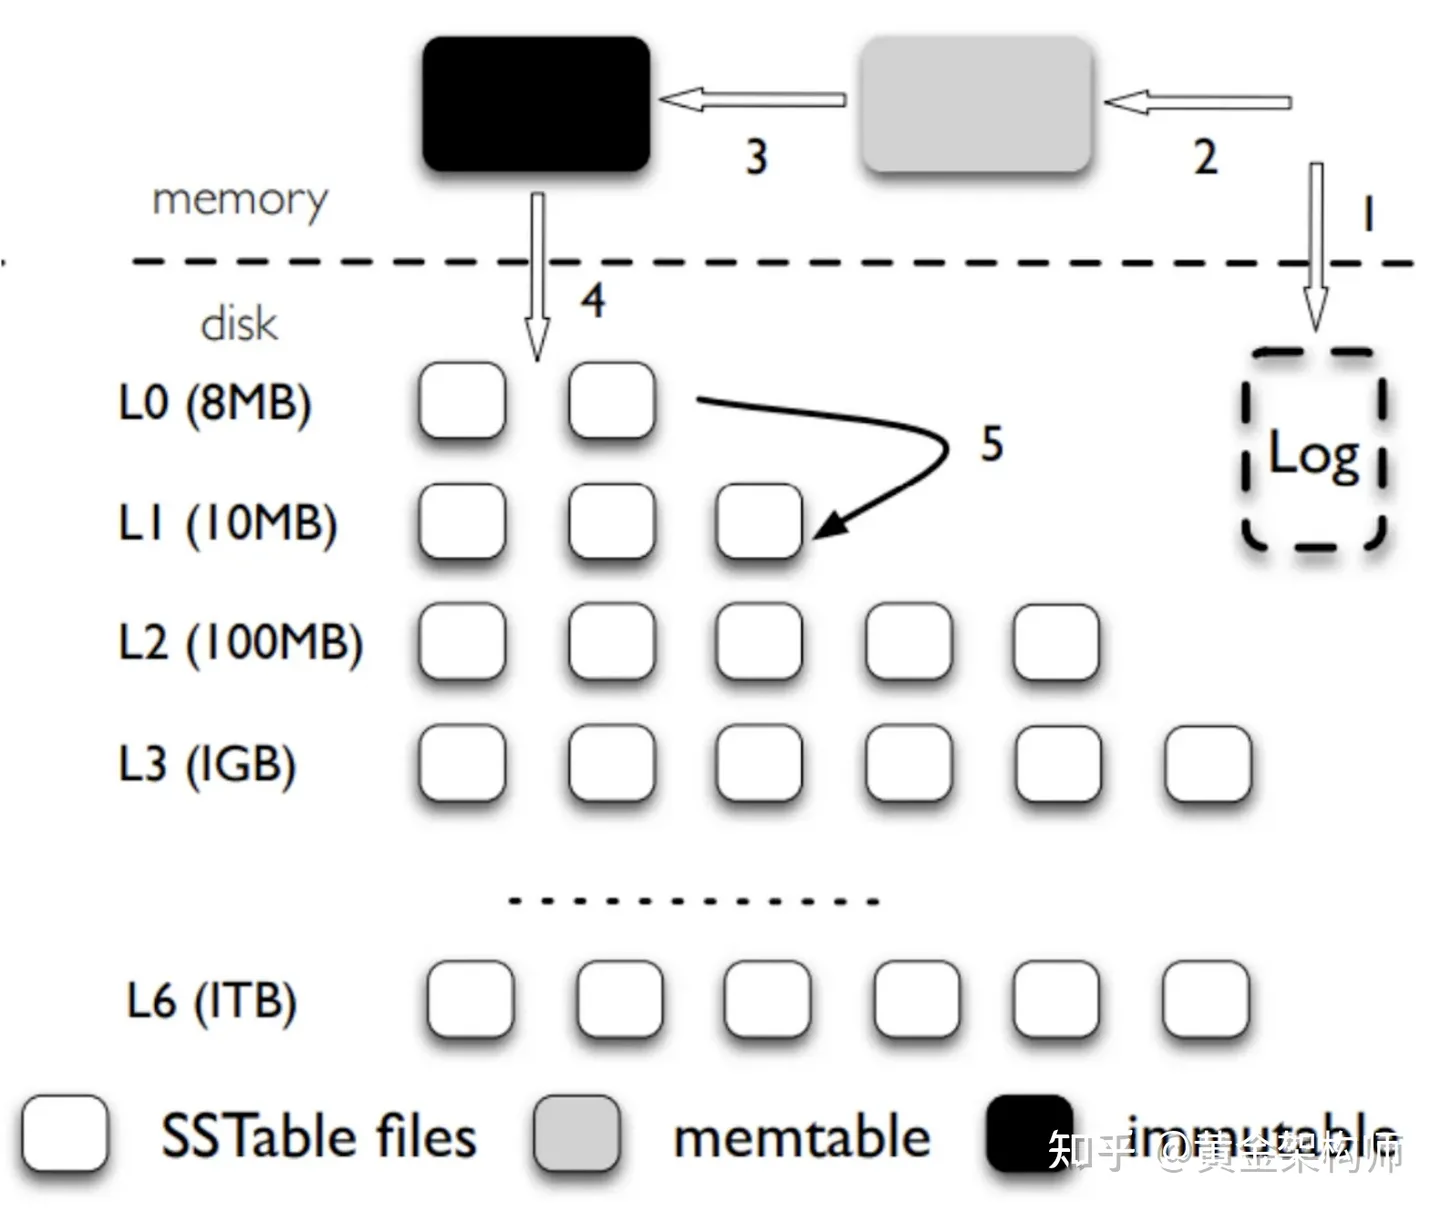 3
2
memory
1
4
disk
L0 (8MB)
5
L1 (10MB)
Log
L2 (100MB)
L3 (1GB)
L6 (1TB)
SSTable files
memtable
immutable
知乎 @黄金架构师